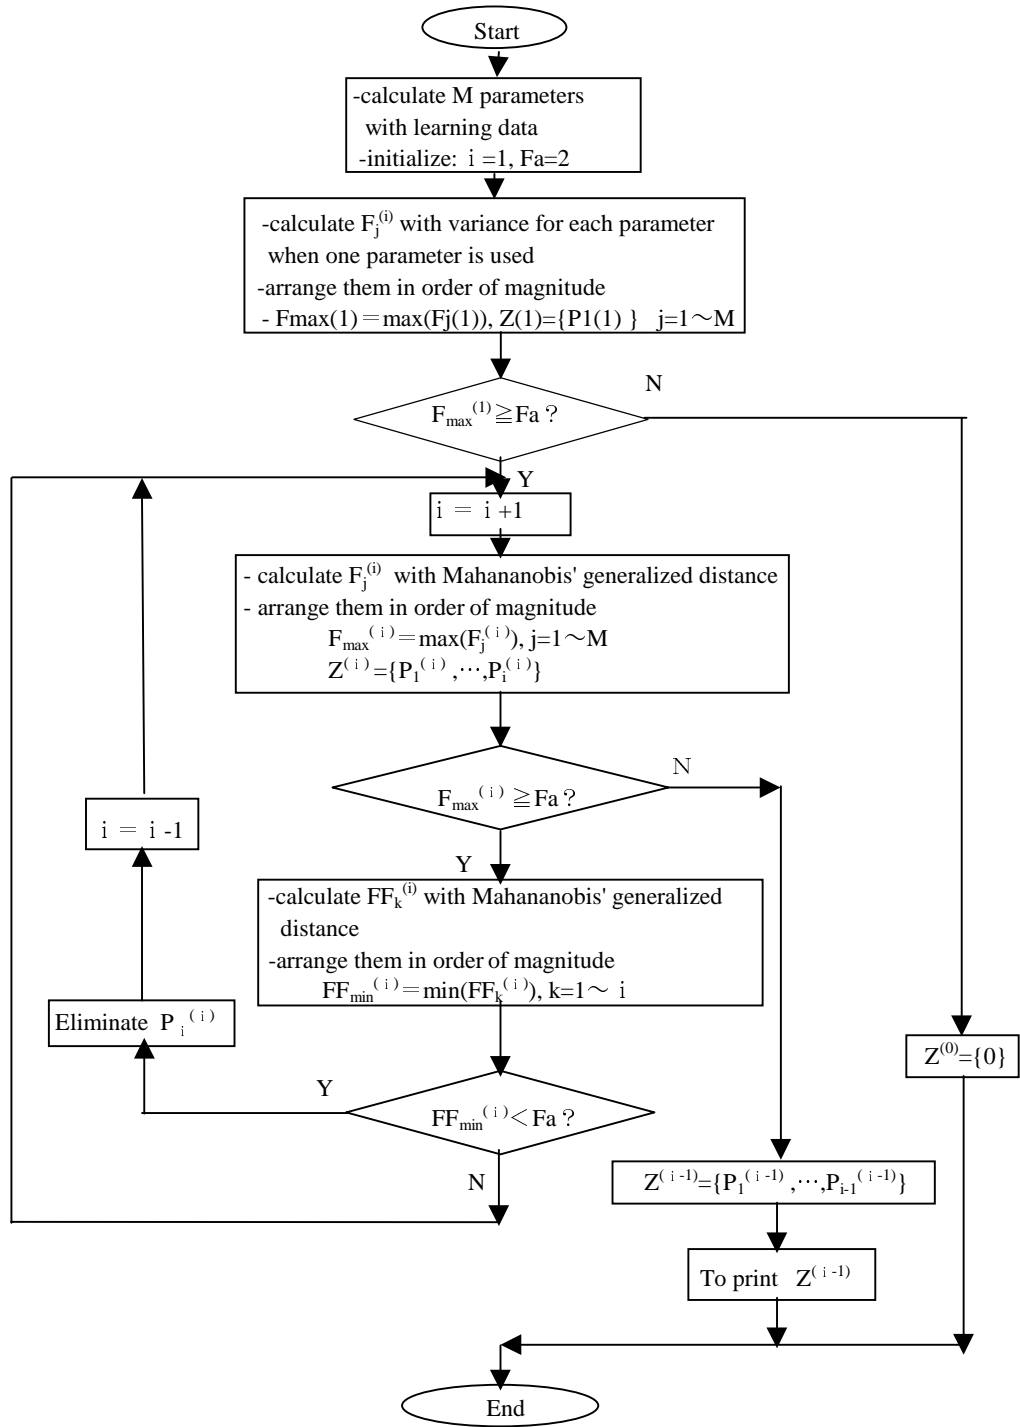 Start
-calculate M parameters
with learning data
-initialize: i=1, Fa=2
-calculate Fj(i) with variance for each parameter
when one parameter is used
-arrange them in order of magnitude
- Fmax(1)=max(Fj(1)), Z(1)={P1(1) }  j=1～M
N
Fmax(1)≧Fa？
Y
i = i+1
- calculate Fj(i) with Mahananobis' generalized distance
- arrange them in order of magnitude
Fmax(i)=max(Fj(i)), j=1～M
Z(i)={P1(i),⋯,Pi(i)}
N
Fmax(i)≧Fa？
i = i-1
Y
-calculate FFk(i) with Mahananobis' generalized
distance
-arrange them in order of magnitude
FFmin(i)=min(FFk(i)), k=1～ i
Eliminate Pi(i)
Z(0)={0}
Y
FFmin(i)＜Fa？
N
Z(i-1)={P1(i-1),⋯,Pi-1(i-1)}
To print Z(i-1)
End